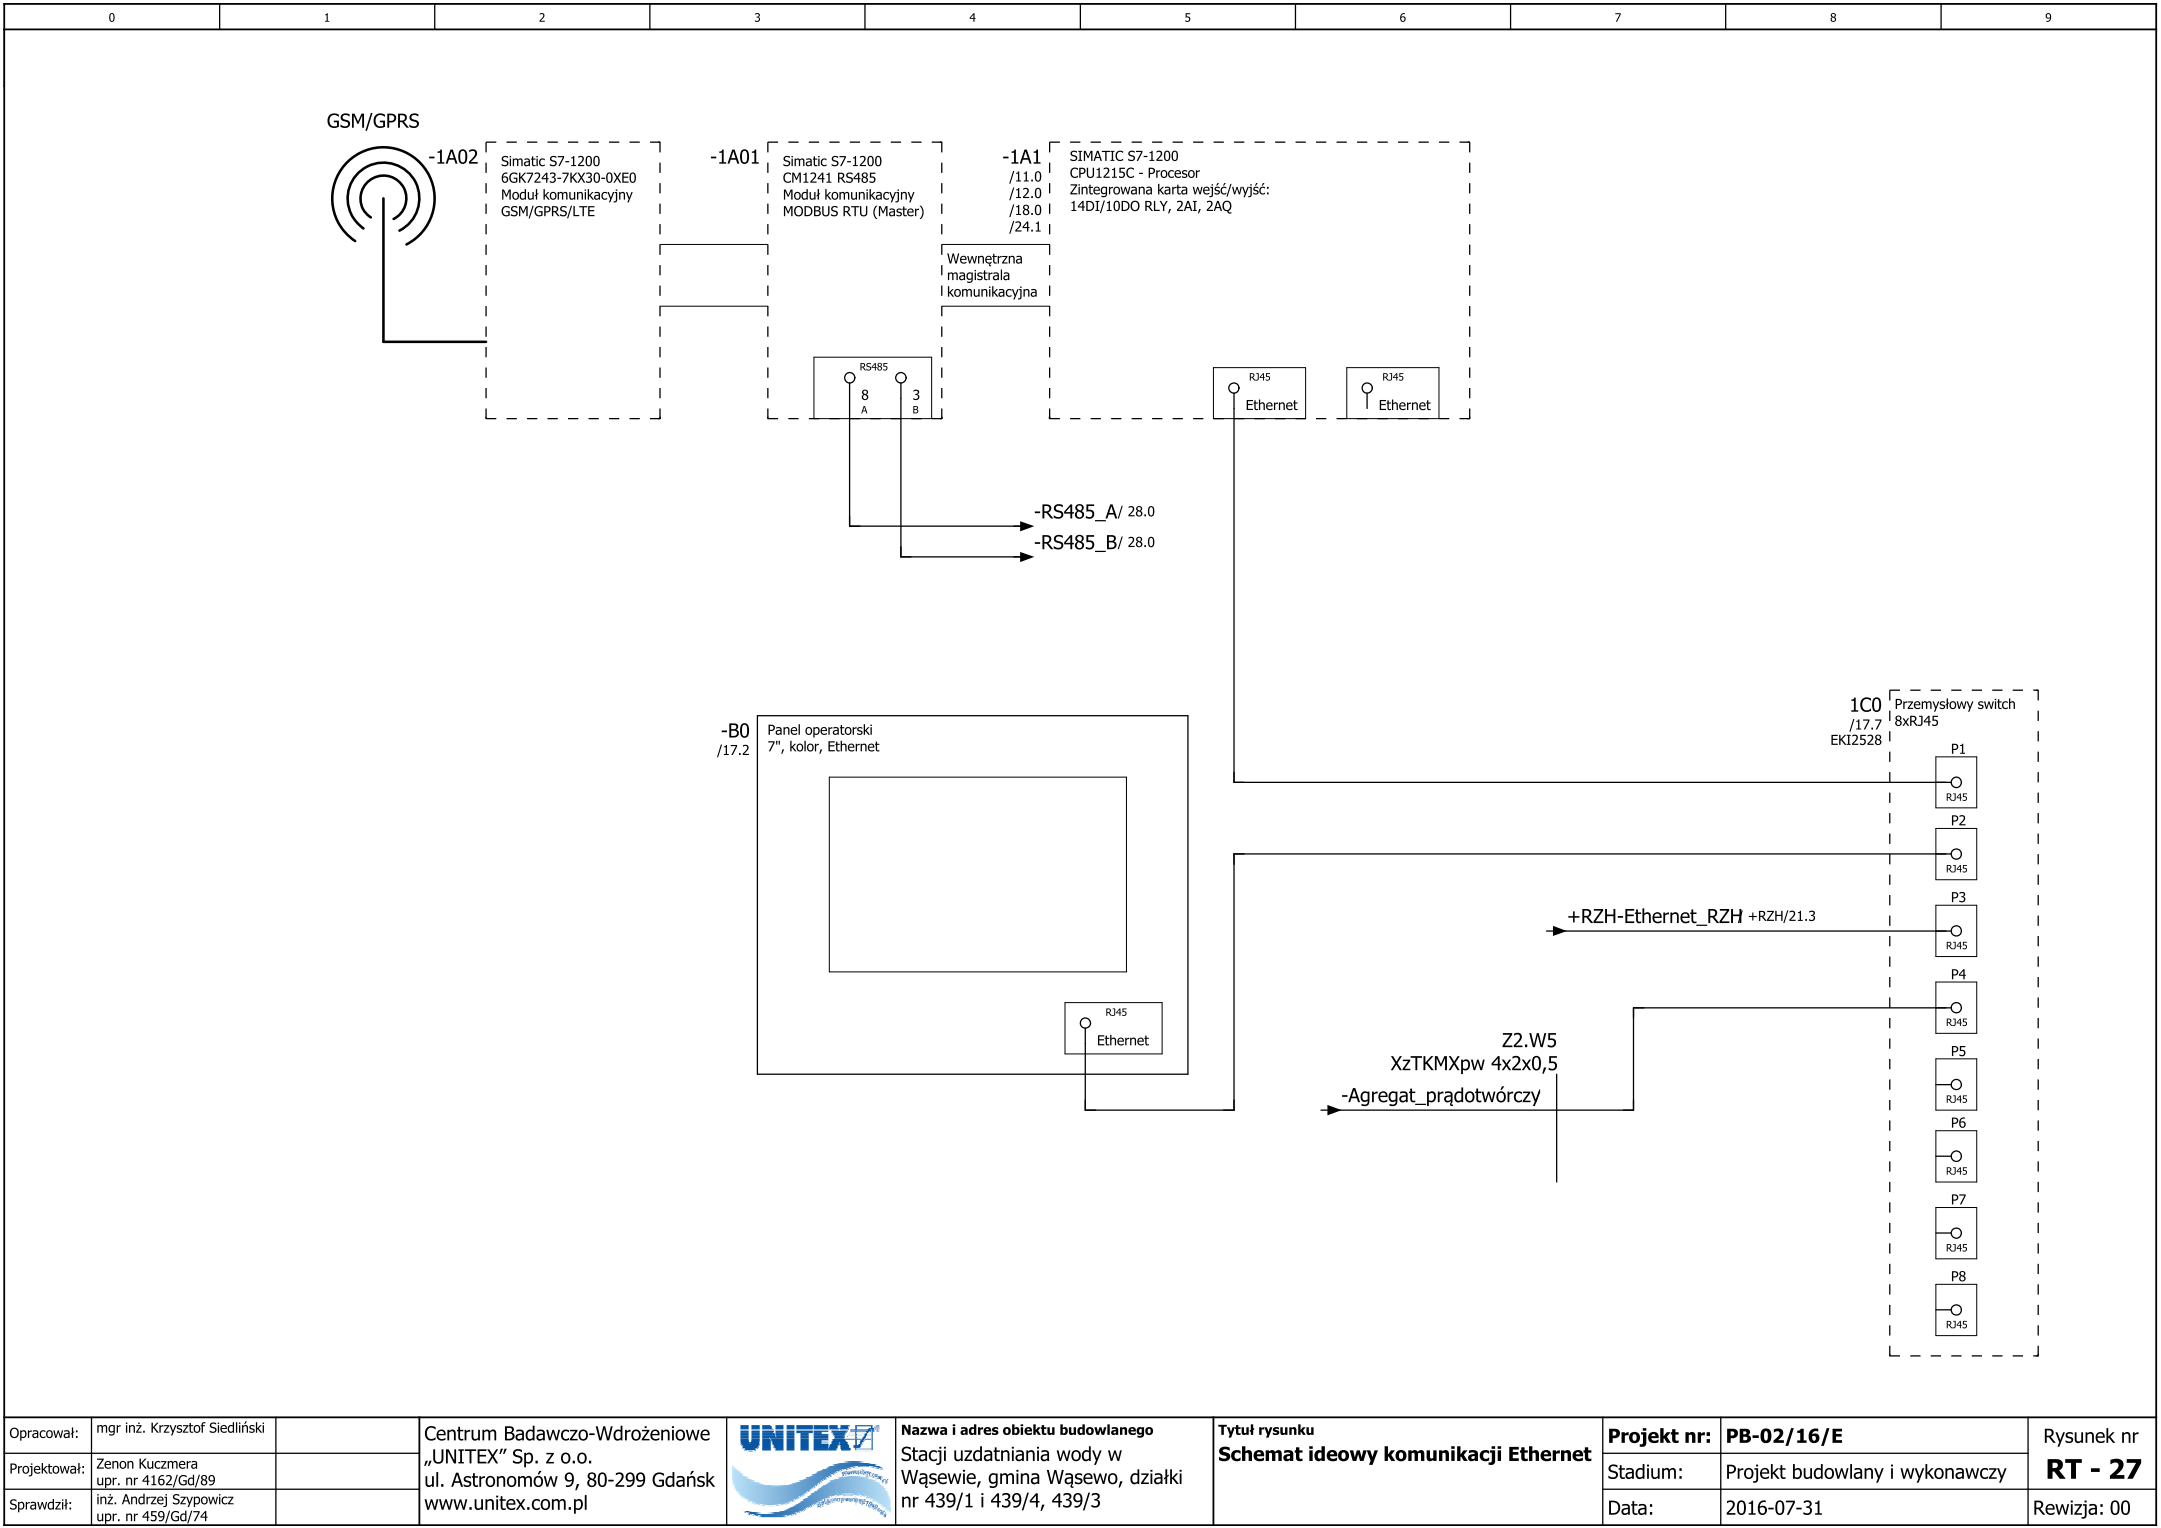 0 1 2 3 4 5 6 7 8 9
GSM/GPRS
-1A02
Simatic S7-1200
6GK7243-7KX30-0XE0
Moduł komunikacyjny
GSM/GPRS/LTE
-1A01
Simatic S7-1200
CM1241 RS485
Moduł komunikacyjny
MODBUS RTU (Master)
RS485
8
A
3
B
Wewnętrzna
magistrala
komunikacyjna
-1A1
/11.0
/12.0
/18.0
/24.1
SIMATIC S7-1200
CPU1215C - Procesor
Zintegrowana karta wejść/wyjść:
14DI/10DO RLY, 2AI, 2AQ
RJ45
Ethernet
RJ45
Ethernet
-RS485_A/ 28.0
-RS485_B/ 28.0
-B0
/17.2
Panel operatorski
7", kolor, Ethernet
RJ45
Ethernet
1C0
/17.7
EKI2528
Przemysłowy switch
8xRJ45
P1
RJ45
P2
RJ45
+RZH-Ethernet_RZH/ +RZH/21.3
P3
RJ45
P4
RJ45
Z2.W5
XzTKMXpw 4x2x0,5
-Agregat_prądotwórczy
P5
RJ45
P6
RJ45
P7
RJ45
P8
RJ45
Opracował: mgr inż. Krzysztof Siedliński
Projektował: Zenon Kuczmera
upr. nr 4162/Gd/89
Sprawdził: inż. Andrzej Szypowicz
upr. nr 459/Gd/74
Centrum Badawczo-Wdrożeniowe
„UNITEX” Sp. z o.o.
ul. Astronomów 9, 80-299 Gdańsk
www.unitex.com.pl
UNITEX
Nazwa i adres obiektu budowlanego
Stacji uzdatniania wody w
Wąsewie, gmina Wąsewo, działki
nr 439/1 i 439/4, 439/3
Tytuł rysunku
Schemat ideowy komunikacji Ethernet
Projekt nr: PB-02/16/E
Stadium: Projekt budowlany i wykonawczy
Data: 2016-07-31
Rysunek nr
RT - 27
Rewizja: 00